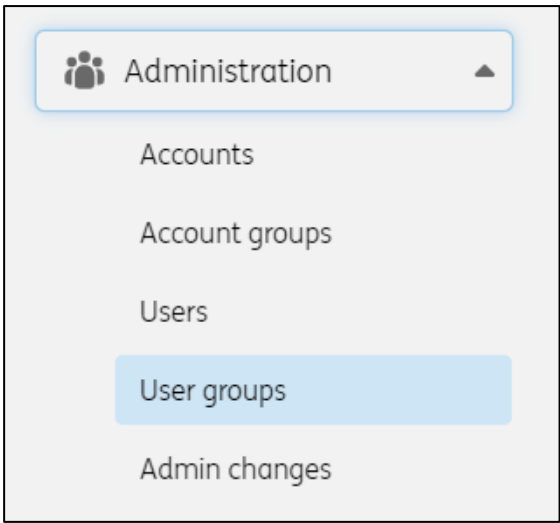 Administration
Accounts
Account groups
Users
User groups
Admin changes